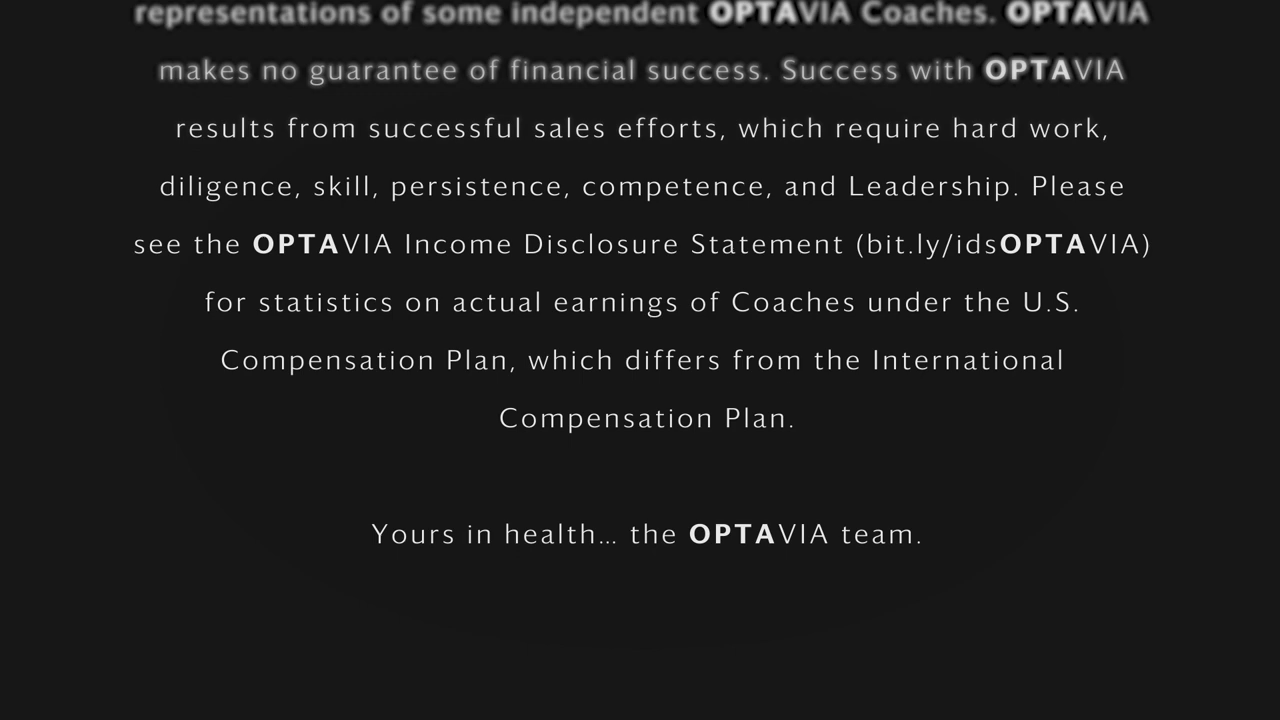 representations of some independent OPTAVIA Coaches. OPTAVIA
makes no guarantee of financial success. Success with OPTAVIA
results from successful sales efforts, which require hard work,
diligence, skill, persistence, competence, and Leadership. Please
see the OPTAVIA Income Disclosure Statement (bit.ly/idsOPTAVIA)
for statistics on actual earnings of Coaches under the U.S.
Compensation Plan, which differs from the International
Compensation Plan.
Yours in health... the OPTAVIA team.